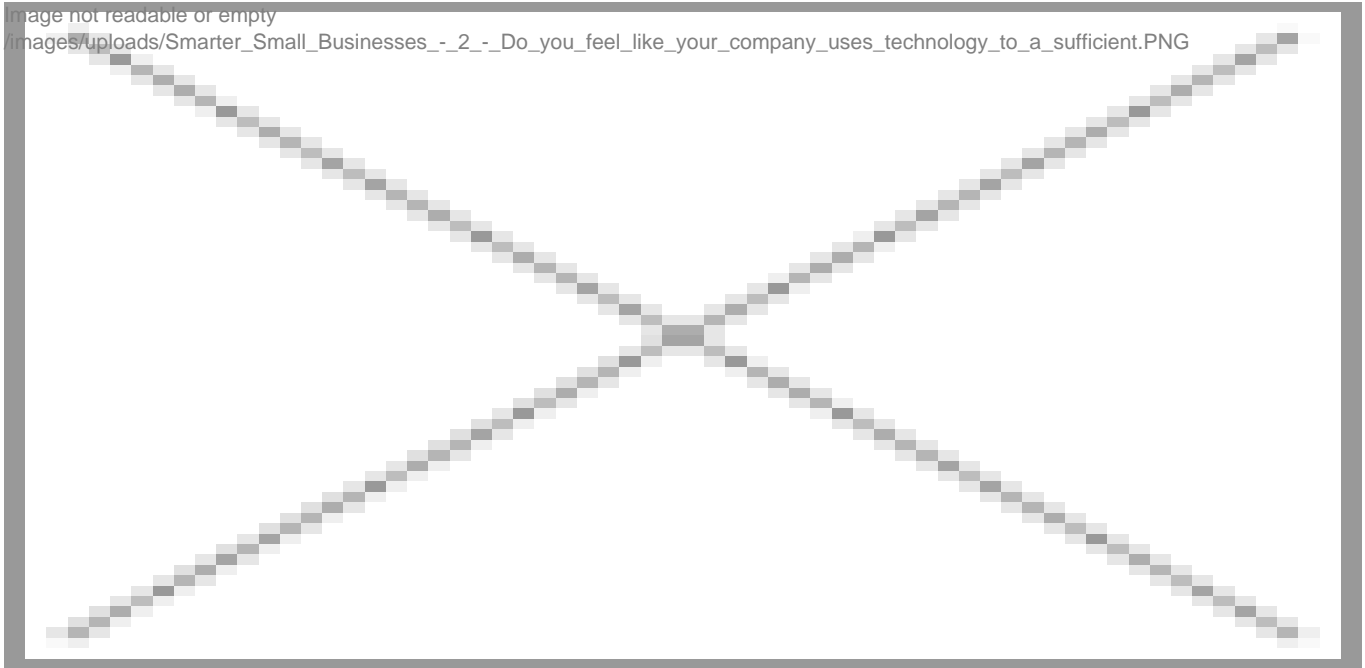 Image not readable or empty
/images/uploads/Smarter_Small_Businesses_-_2_-_Do_you_feel_like_your_company_uses_technology_to_a_sufficient.PNG